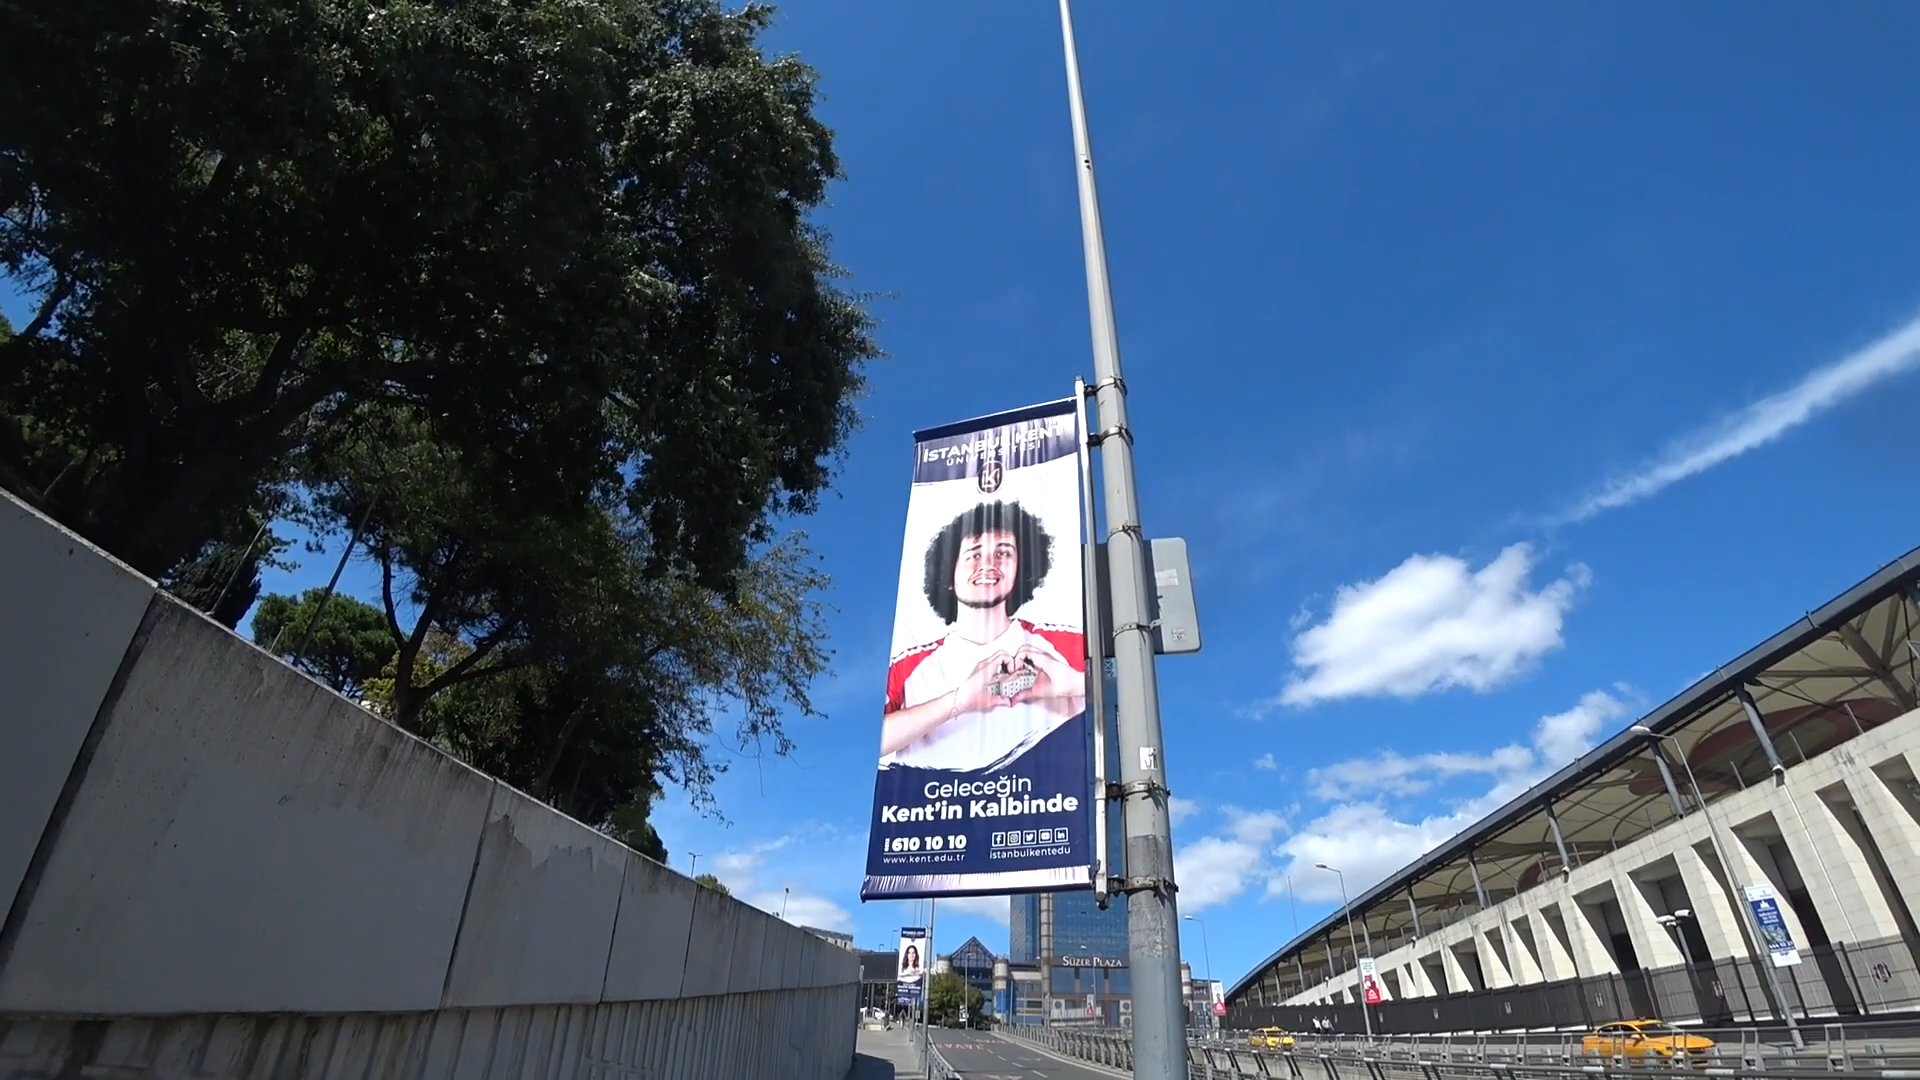 İSTANBUL KENT
ÜNİVERSİTESİ
Geleceğin
Kent'in Kalbinde
610 10 10
www.kent.edu.tr
istanbulkentedu
SÜZER PLAZA